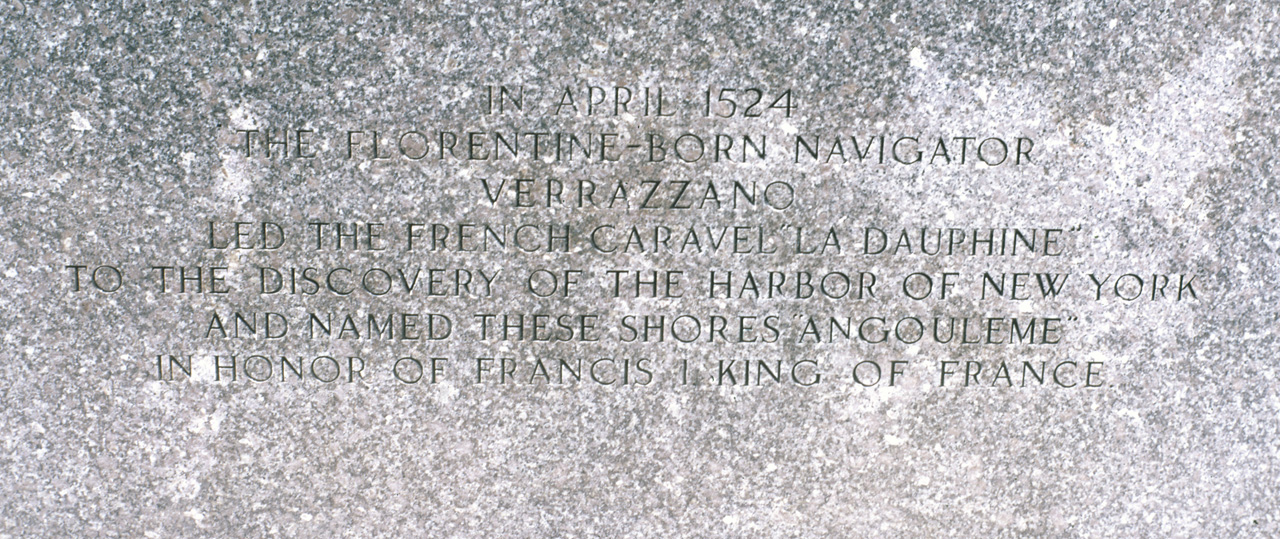 IN APRIL 1524
THE FLORENTINE-BORN NAVIGATOR
VERRAZZANO
LED THE FRENCH CARAVEL "LA DAUPHINE"
TO THE DISCOVERY OF THE HARBOR OF NEW YORK
AND NAMED THESE SHORES "ANGOULEME"
IN HONOR OF FRANCIS I KING OF FRANCE.